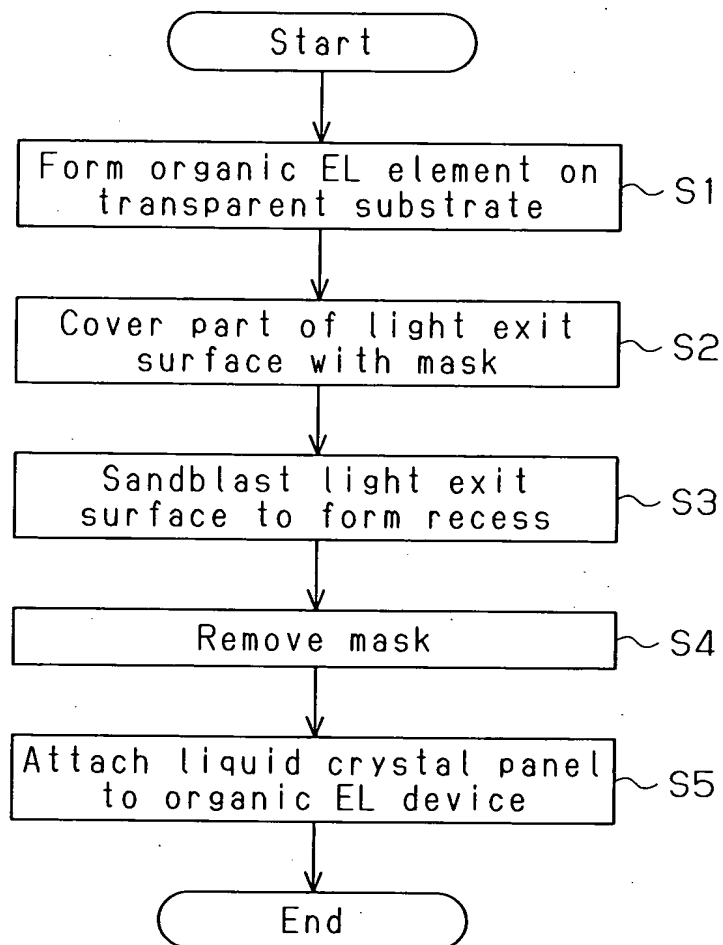 Start
Form organic EL element on
transparent substrate
S1
Cover part of light exit
surface with mask
S2
Sandblast light exit
surface to form recess
S3
Remove mask
S4
Attach liquid crystal panel
to organic EL device
S5
End